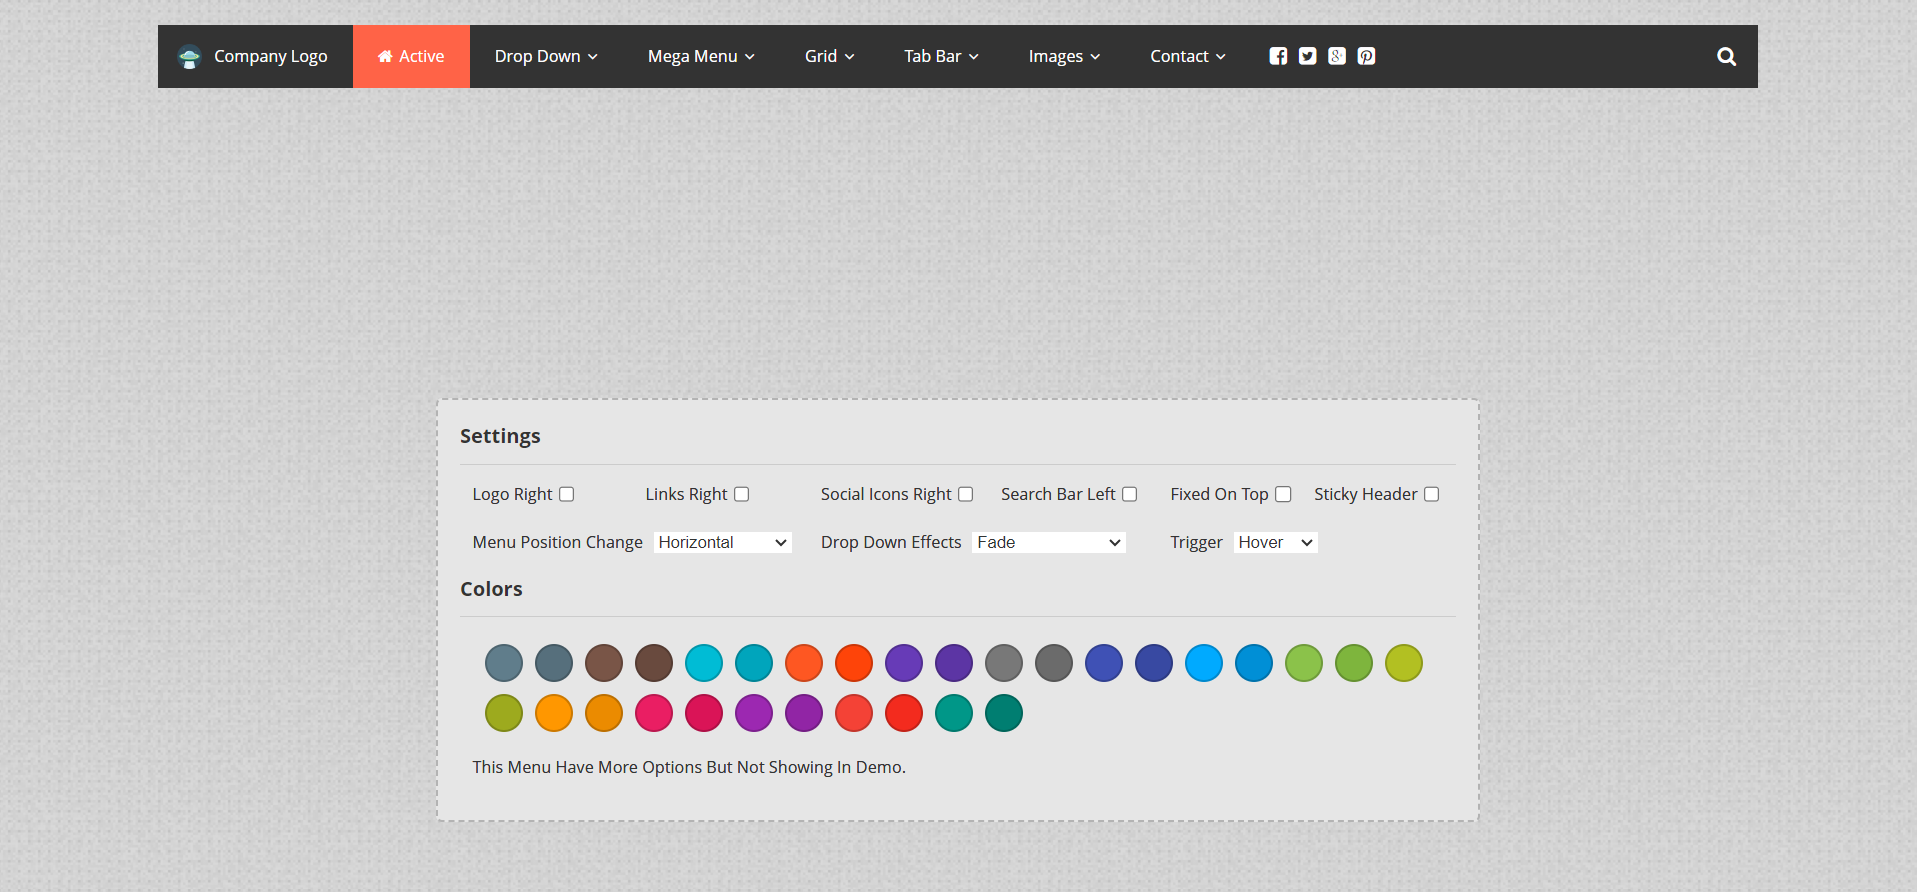 Company Logo Active Drop Down Mega Menu Grid Tab Bar Images Contact
Settings
Logo Right Links Right Social Icons Right Search Bar Left Fixed On Top Sticky Header
Menu Position Change Horizontal Drop Down Effects Fade Trigger Hover
Colors
This Menu Have More Options But Not Showing In Demo.